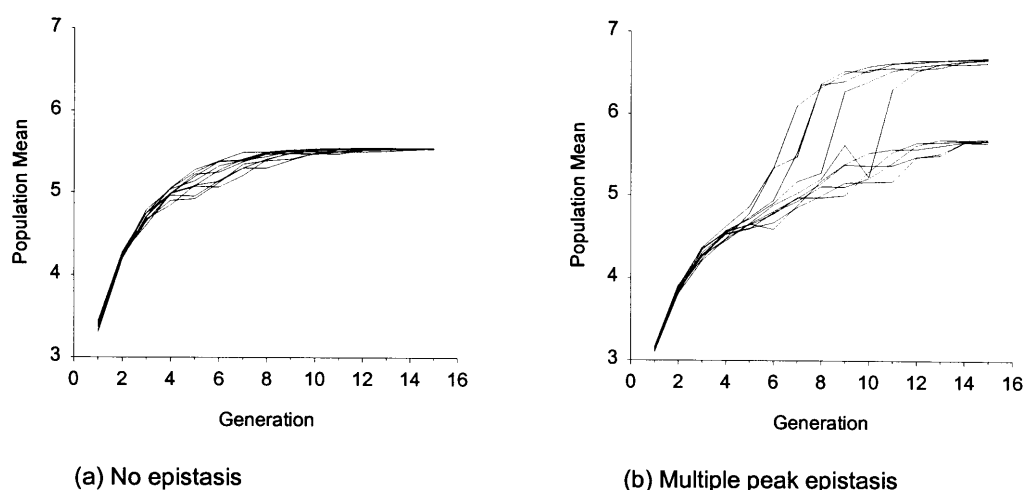 7
6
5
4
3
Population Mean
0 2 4 6 8 10 12 14 16
Generation
(a) No epistasis
7
6
5
4
3
Population Mean
0 2 4 6 8 10 12 14 16
Generation
(b) Multiple peak epistasis